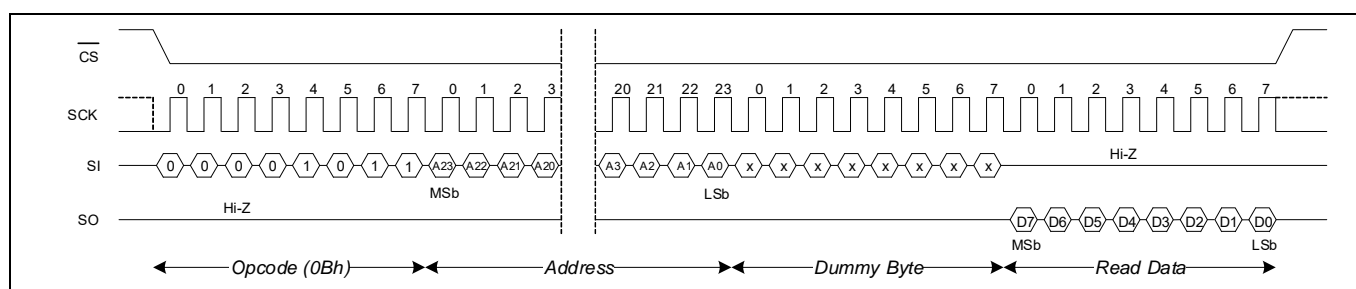 CS
0 1 2 3 4 5 6 7 0 1 2 3 20 21 22 23 0 1 2 3 4 5 6 7 0 1 2 3 4 5 6 7
SCK
Hi-Z
SI 0 0 0 0 1 0 1 1 A23 A22 A21 A20 A3 A2 A1 A0 x x x x x x x x
MSb LSb
Hi-Z
SO D7 D6 D5 D4 D3 D2 D1 D0
MSb LSb
Opcode (0Bh) Address Dummy Byte Read Data